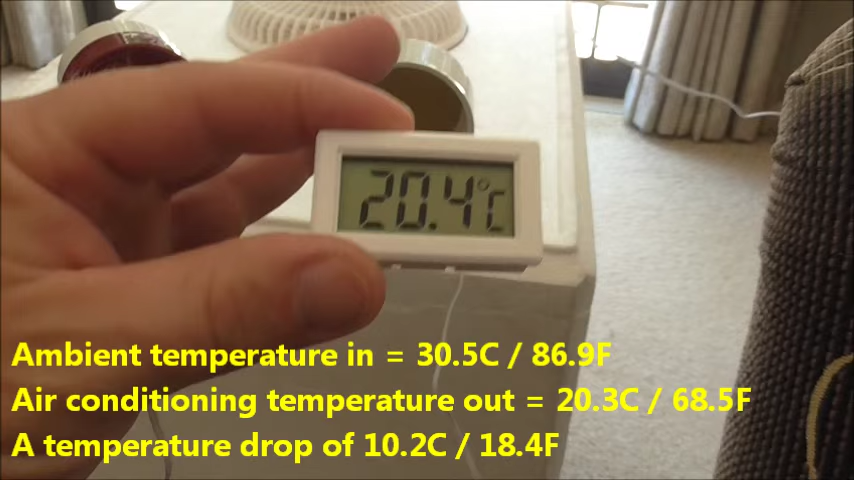 20.4°C
Ambient temperature in = 30.5C / 86.9F
Air conditioning temperature out = 20.3C / 68.5F
A temperature drop of 10.2C / 18.4F